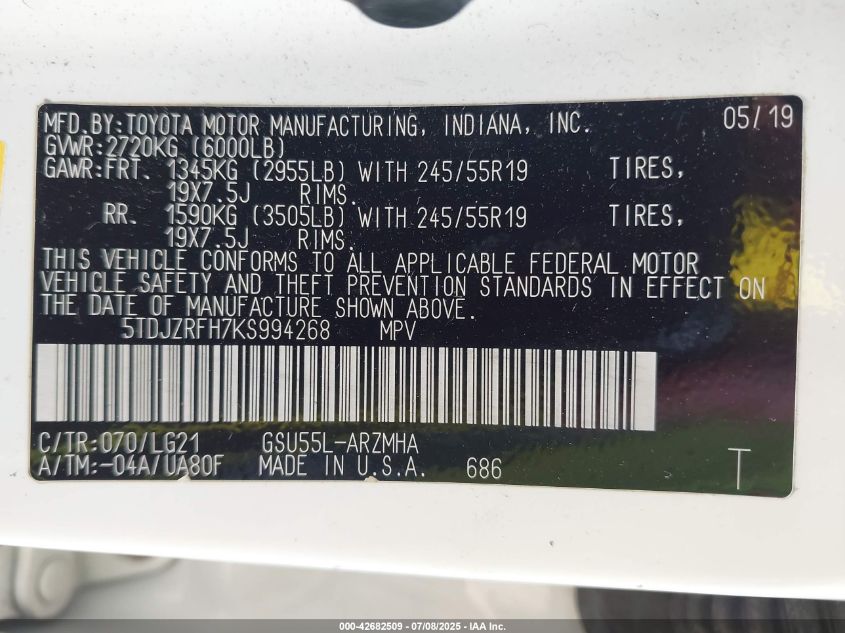 MFD.BY:TOYOTA MOTOR MANUFACTURING, INDIANA, INC. 05/19
GVWR:2720KG (6000LB)
GAWR:FRT. 1345KG (2955LB) WITH 245/55R19 TIRES,
19X7.5J RIMS.
RR. 1590KG (3505LB) WITH 245/55R19 TIRES,
19X7.5J RIMS.
THIS VEHICLE CONFORMS TO ALL APPLICABLE FEDERAL MOTOR
VEHICLE SAFETY AND THEFT PREVENTION STANDARDS IN EFFECT ON
THE DATE OF MANUFACTURE SHOWN ABOVE.
5TDJZRFH7KS994268 MPV
C/TR:070/LG21 GSU55L-ARZMHA
A/TM:-04A/UA80F MADE IN U.S.A. 686 T
000-42682509 - 07/08/2025 - IAA Inc.